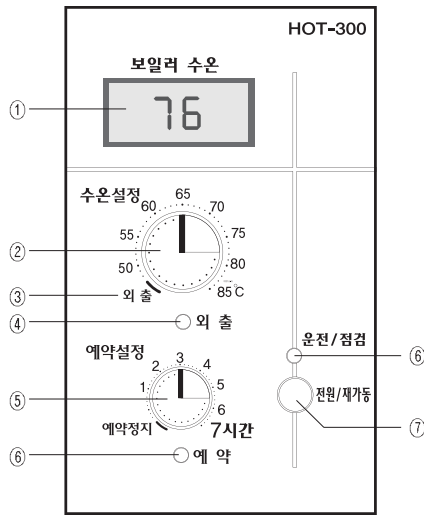 HOT-300
보일러 수온
① 76
수온설정
50 55 60 65 70 75 80 85℃
②
③ 외 출
④ 외 출
운전/점검 ⑥
예약설정
1 2 3 4 5 6 7시간
⑤
전원/재가동 ⑦
예약정지
⑥ 예 약